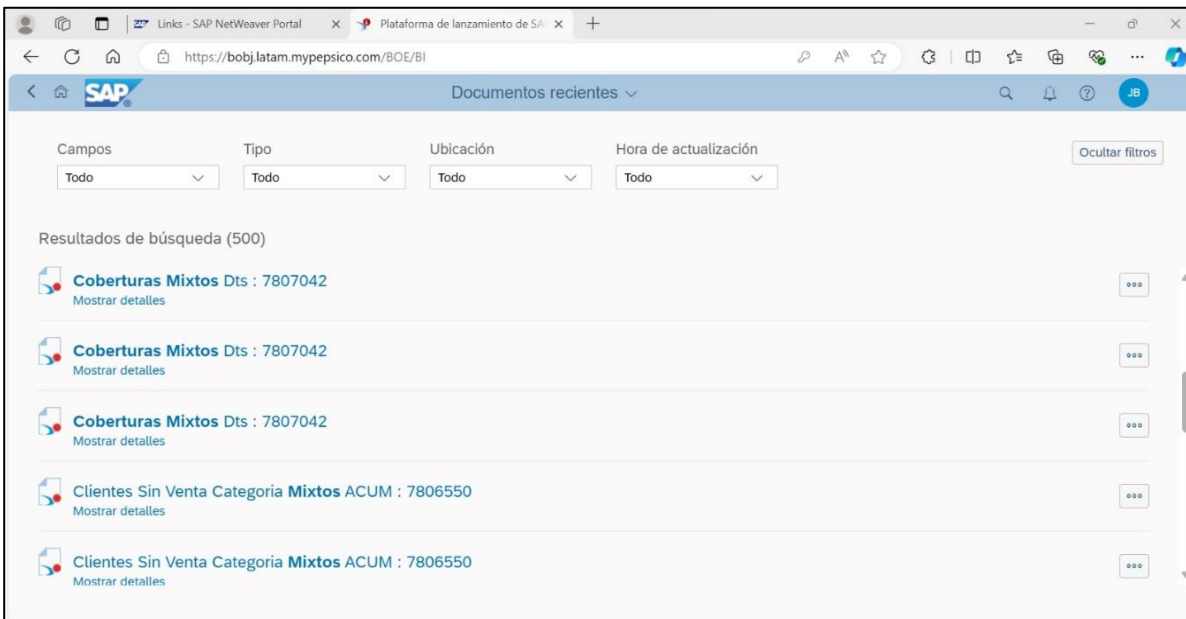 Links - SAP NetWeaver Portal
Plataforma de lanzamiento de SA
https://bobj.latam.mypepsico.com/BOE/BI
SAP
Documentos recientes
JB
Campos
Tipo
Ubicación
Hora de actualización
Ocultar filtros
Todo
Todo
Todo
Todo
Resultados de búsqueda (500)
Coberturas Mixtos Dts : 7807042
Mostrar detalles
Coberturas Mixtos Dts : 7807042
Mostrar detalles
Coberturas Mixtos Dts : 7807042
Mostrar detalles
Clientes Sin Venta Categoria Mixtos ACUM : 7806550
Mostrar detalles
Clientes Sin Venta Categoria Mixtos ACUM : 7806550
Mostrar detalles